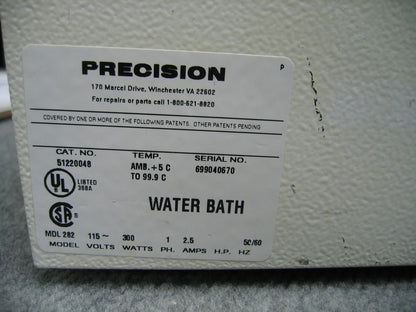 P
PRECISION
170 Marcel Drive, Winchester VA 22602
For repairs or parts call 1-800-621-8820
COVERED BY ONE OR MORE OF THE FOLLOWING PATENTS. OTHER PATENTS PENDING
CAT. NO. TEMP. SERIAL NO.
51220048 AMB. +5 C 699040670
TO 99.9 C
UL LISTED
388A
WATER BATH
SA ®
MDL 282 115~ 300 1 2.5 50/60
MODEL VOLTS WATTS PH. AMPS H.P. HZ